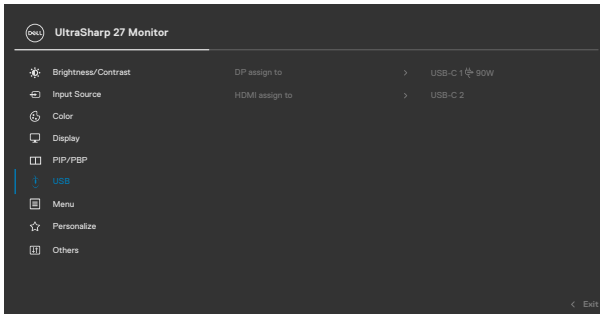 DELL UltraSharp 27 Monitor
Brightness/Contrast DP assign to > USB-C 1 90W
Input Source HDMI assign to > USB-C 2
Color
Display
PIP/PBP
USB
Menu
Personalize
Others
< Exit